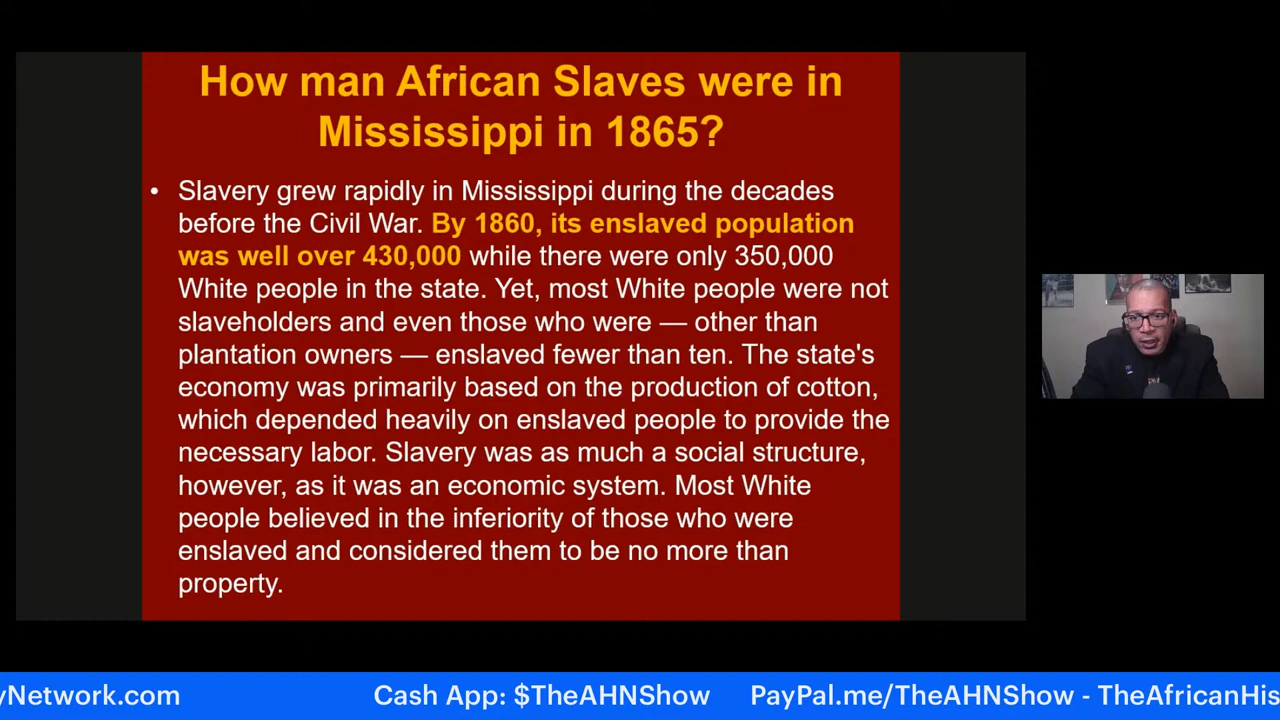 How man African Slaves were in
Mississippi in 1865?
• Slavery grew rapidly in Mississippi during the decades
before the Civil War. By 1860, its enslaved population
was well over 430,000 while there were only 350,000
White people in the state. Yet, most White people were not
slaveholders and even those who were — other than
plantation owners — enslaved fewer than ten. The state's
economy was primarily based on the production of cotton,
which depended heavily on enslaved people to provide the
necessary labor. Slavery was as much a social structure,
however, as it was an economic system. Most White
people believed in the inferiority of those who were
enslaved and considered them to be no more than
property.
yNetwork.com Cash App: $TheAHNShow PayPal.me/TheAHNShow - TheAfricanHis